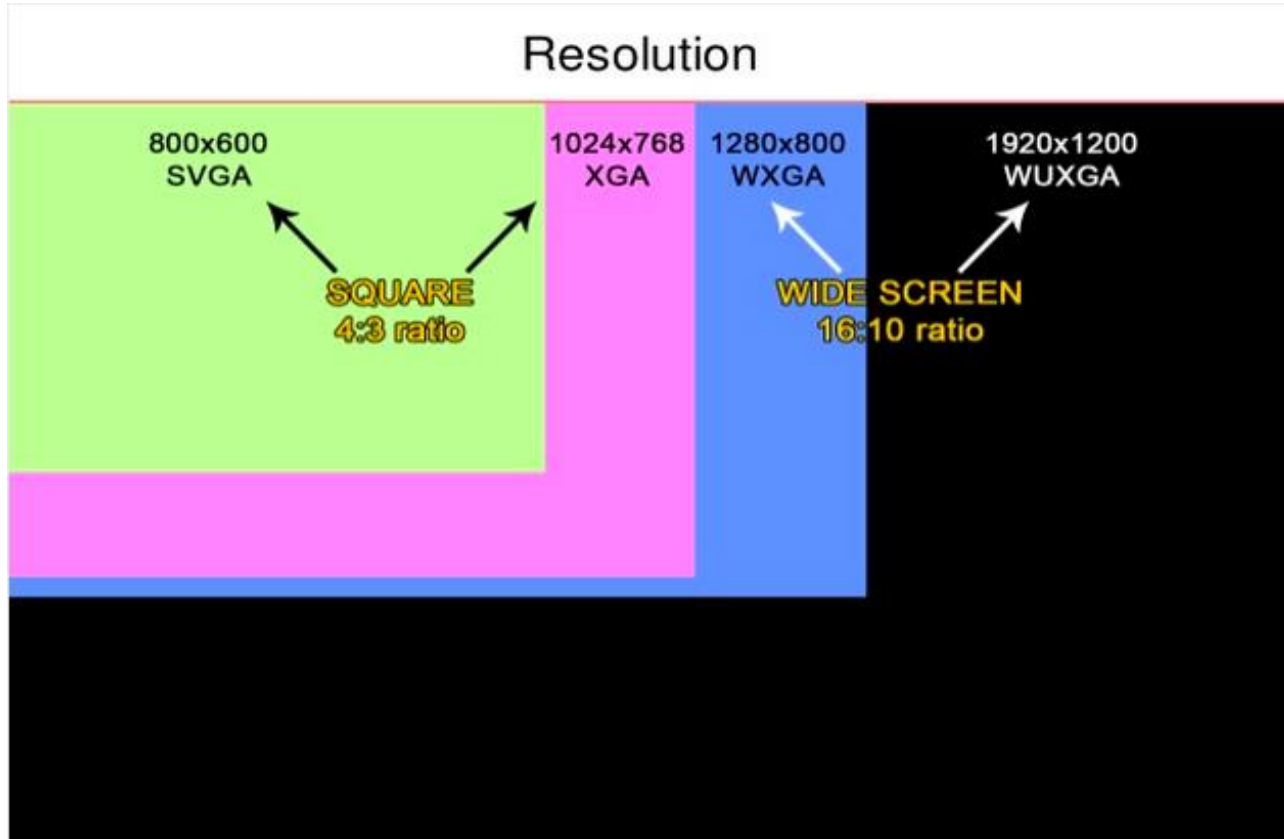 Resolution
800x600
SVGA
1024x768
XGA
1280x800
WXGA
1920x1200
WUXGA
SQUARE
4:3 ratio
WIDE SCREEN
16:10 ratio